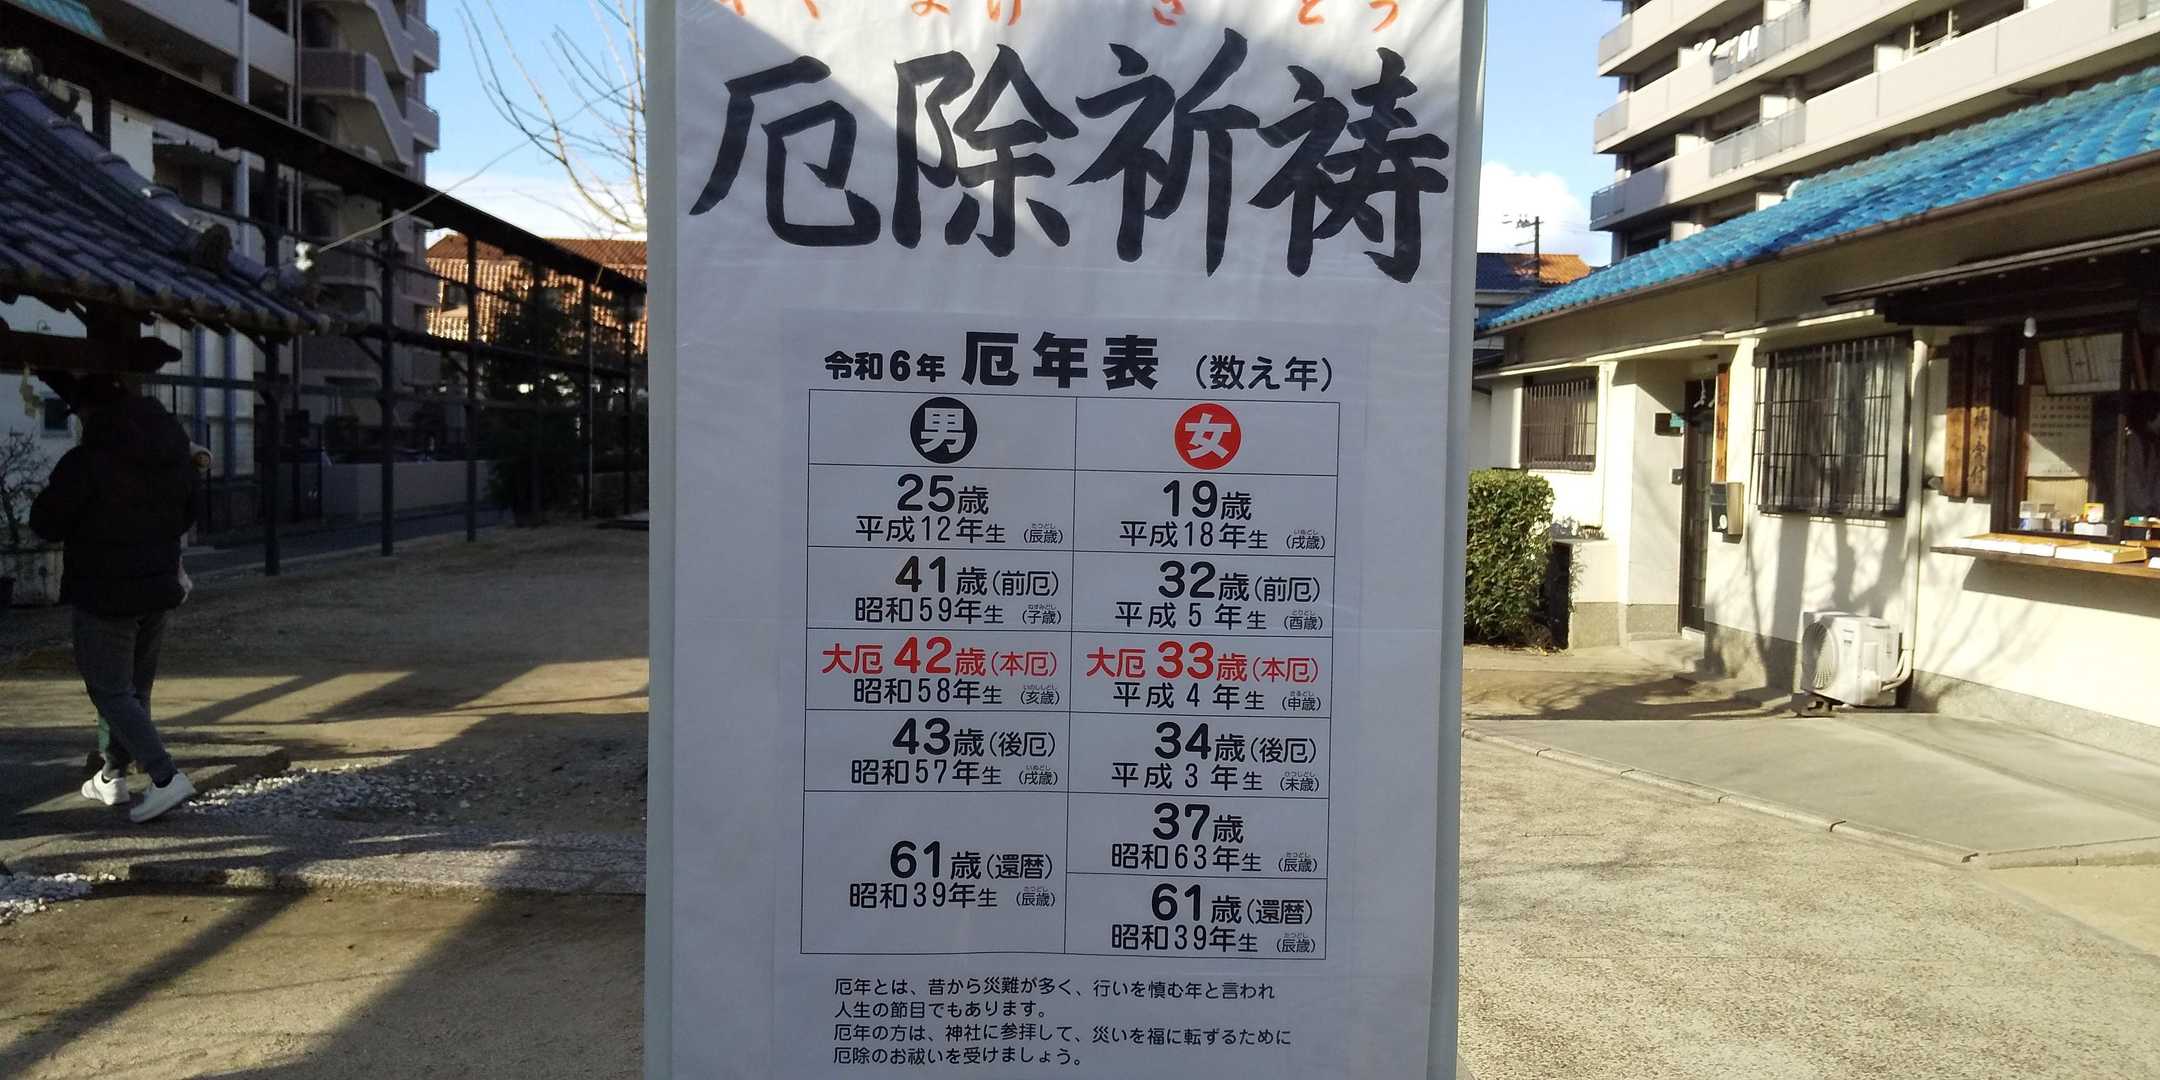 厄除祈祷
令和6年 厄年表 (数え年)
男 女
25歳
平成12年生 (辰歳)
19歳
平成18年生 (戌歳)
41歳(前厄)
昭和59年生 (子歳)
32歳(前厄)
平成5年生 (酉歳)
大厄 42歳(本厄)
昭和58年生 (亥歳)
大厄 33歳(本厄)
平成4年生 (申歳)
43歳(後厄)
昭和57年生 (戌歳)
34歳(後厄)
平成3年生 (未歳)
61歳(還暦)
昭和39年生 (辰歳)
37歳
昭和63年生 (辰歳)
61歳(還暦)
昭和39年生 (辰歳)
厄年とは、昔から災難が多く、行いを慎む年と言われ
人生の節目でもあります。
厄年の方は、神社に参拝して、災いを福に転ずるために
厄除のお祓いを受けましょう。